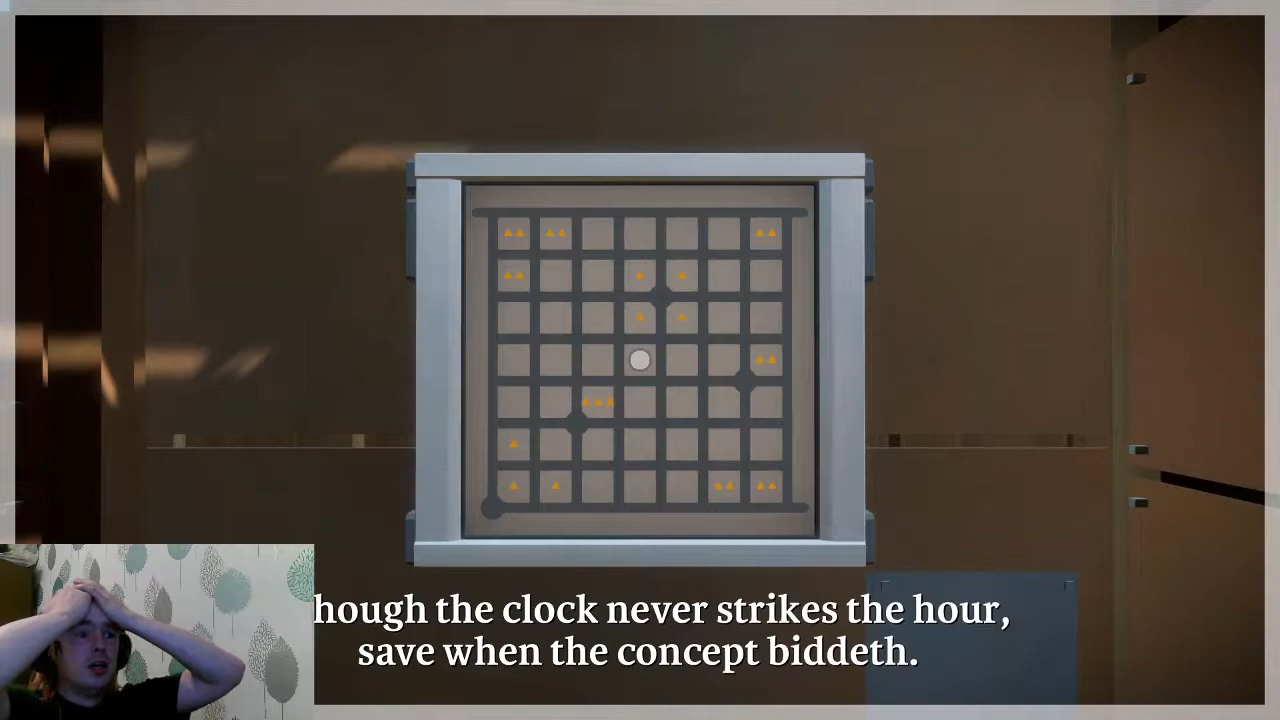 hough the clock never strikes the hour,
save when the concept biddeth.